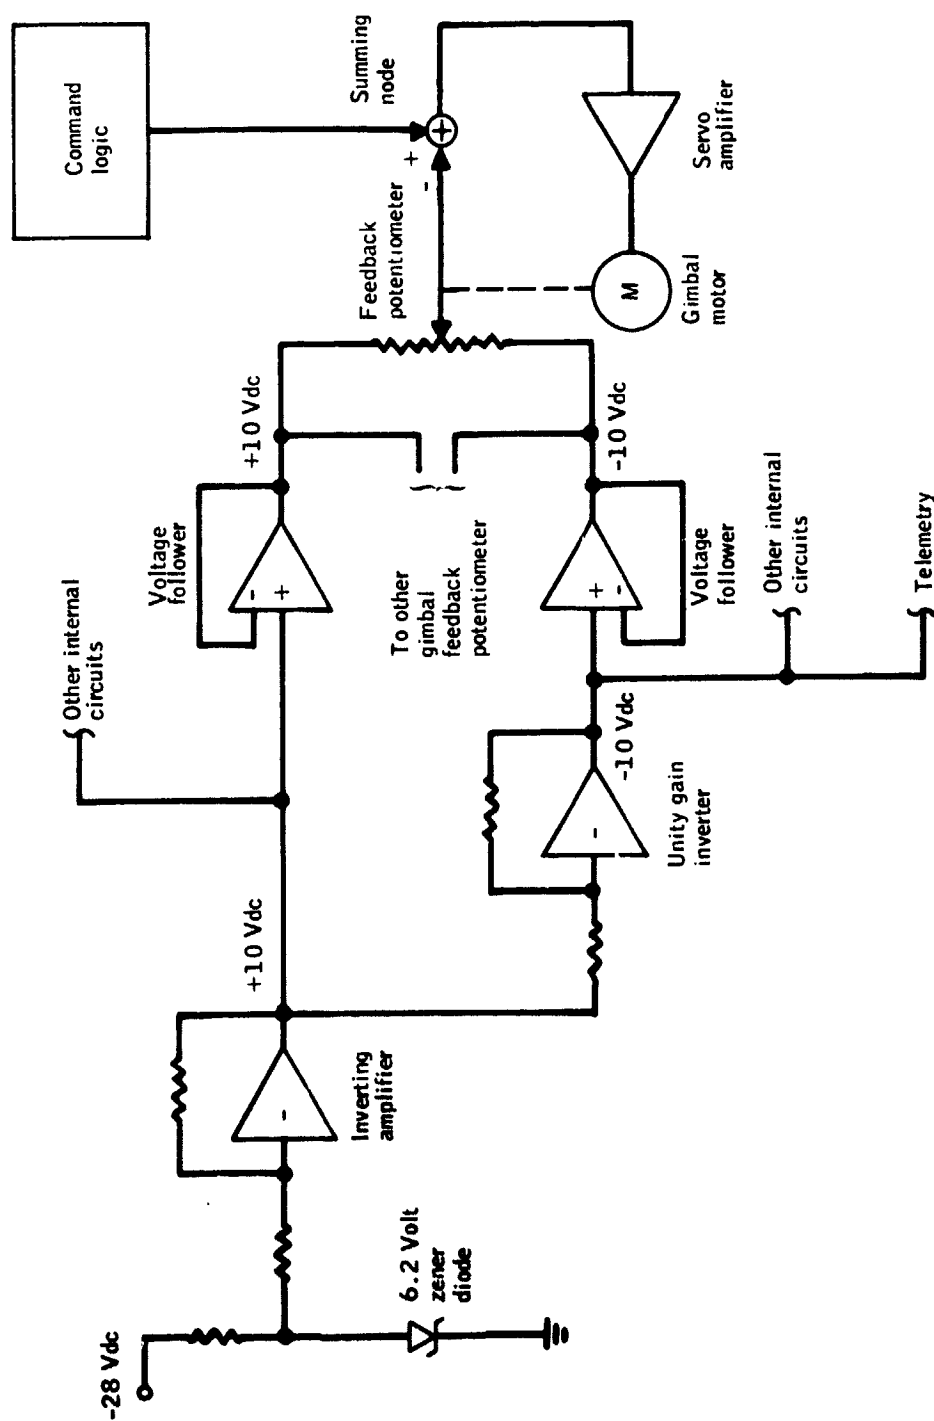 -28 Vdc
6.2 Volt
zener
diode
-
Inverting
amplifier
+10 Vdc
Other internal
circuits
-
Unity gain
inverter
-10 Vdc
Voltage
follower
-
+
+10 Vdc
To other
gimbal
feedback
potentiometer
+
-
Voltage
follower
-10 Vdc
Other internal
circuits
Telemetry
Feedback
potentiometer
-
+
Summing
node
+
Command
logic
M
Gimbal
motor
Servo
amplifier